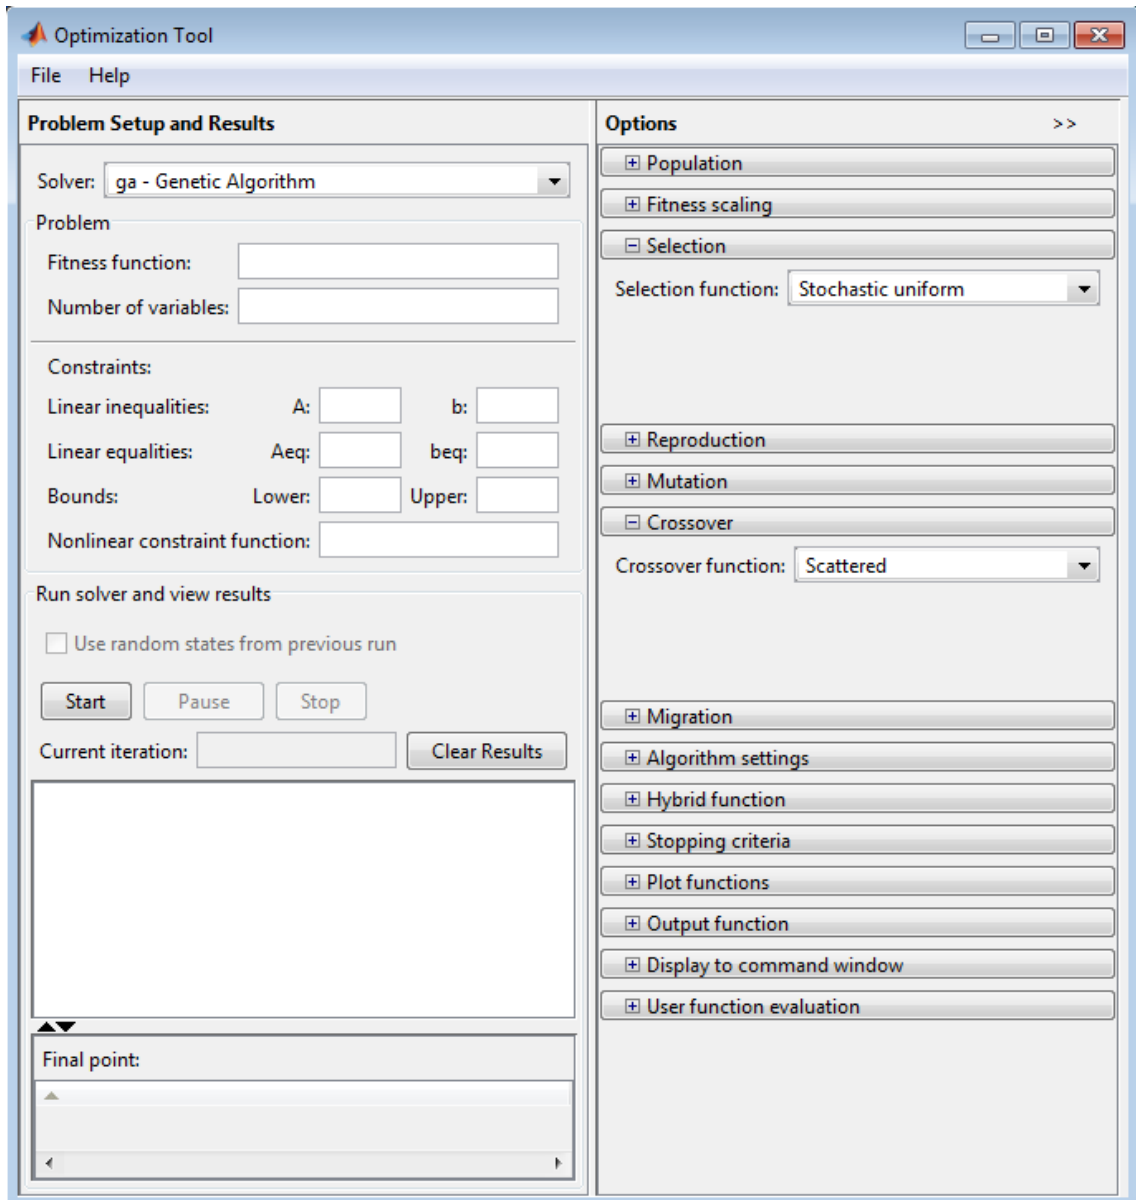 Optimization Tool
File Help
Problem Setup and Results
Solver: ga - Genetic Algorithm
Problem
Fitness function:
Number of variables:
Constraints:
Linear inequalities: A: b:
Linear equalities: Aeq: beq:
Bounds: Lower: Upper:
Nonlinear constraint function:
Run solver and view results
Use random states from previous run
Start Pause Stop
Current iteration: Clear Results
Final point:
Options >>
Population
Fitness scaling
Selection
Selection function: Stochastic uniform
Reproduction
Mutation
Crossover
Crossover function: Scattered
Migration
Algorithm settings
Hybrid function
Stopping criteria
Plot functions
Output function
Display to command window
User function evaluation